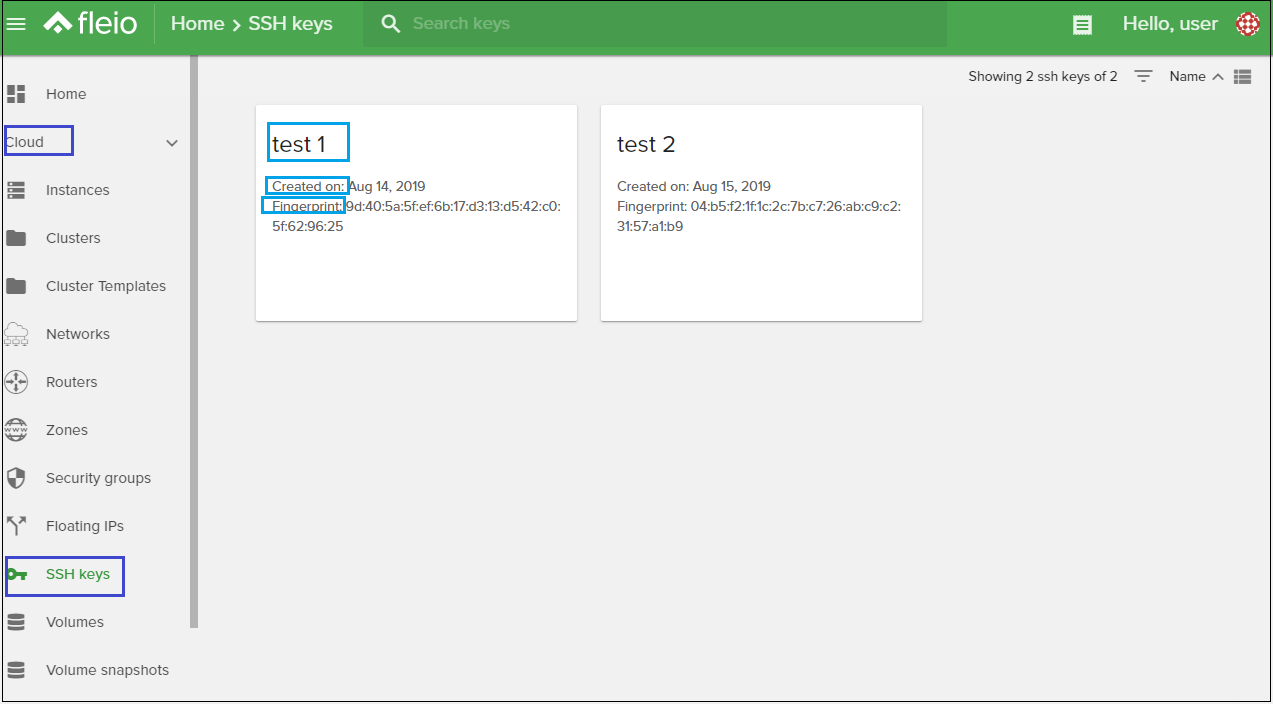 fleio
Home > SSH keys
Search keys
Hello, user
Showing 2 ssh keys of 2
Name
Home
Cloud
Instances
Clusters
Cluster Templates
Networks
Routers
www
Zones
Security groups
Floating IPs
SSH keys
Volumes
Volume snapshots
test 1
Created on: Aug 14, 2019
Fingerprint: 9d:40:5a:5f:ef:6b:17:d3:13:d5:42:c0:
5f:62:96:25
test 2
Created on: Aug 15, 2019
Fingerprint: 04:b5:f2:1f:1c:2c:7b:c7:26:ab:c9:c2:
31:57:a1:b9